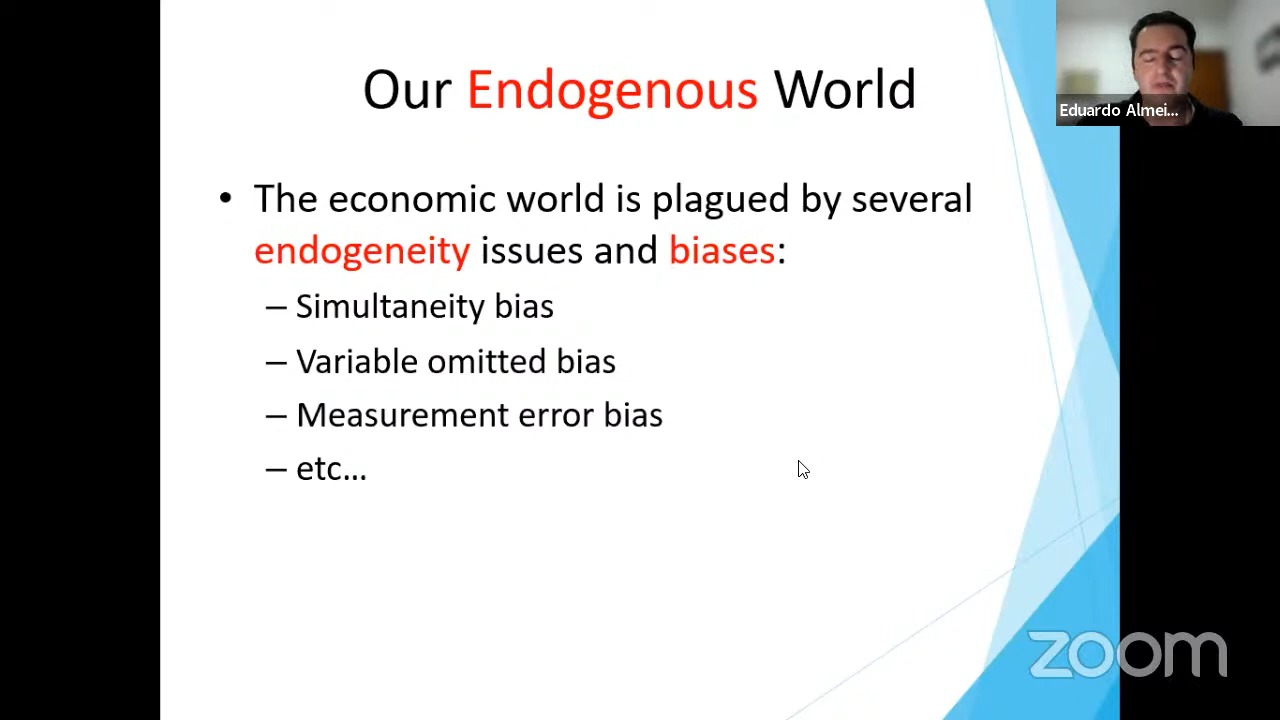 Our Endogenous World
Eduardo Almei...
• The economic world is plagued by several
endogeneity issues and biases:
– Simultaneity bias
– Variable omitted bias
– Measurement error bias
– etc...
zoom